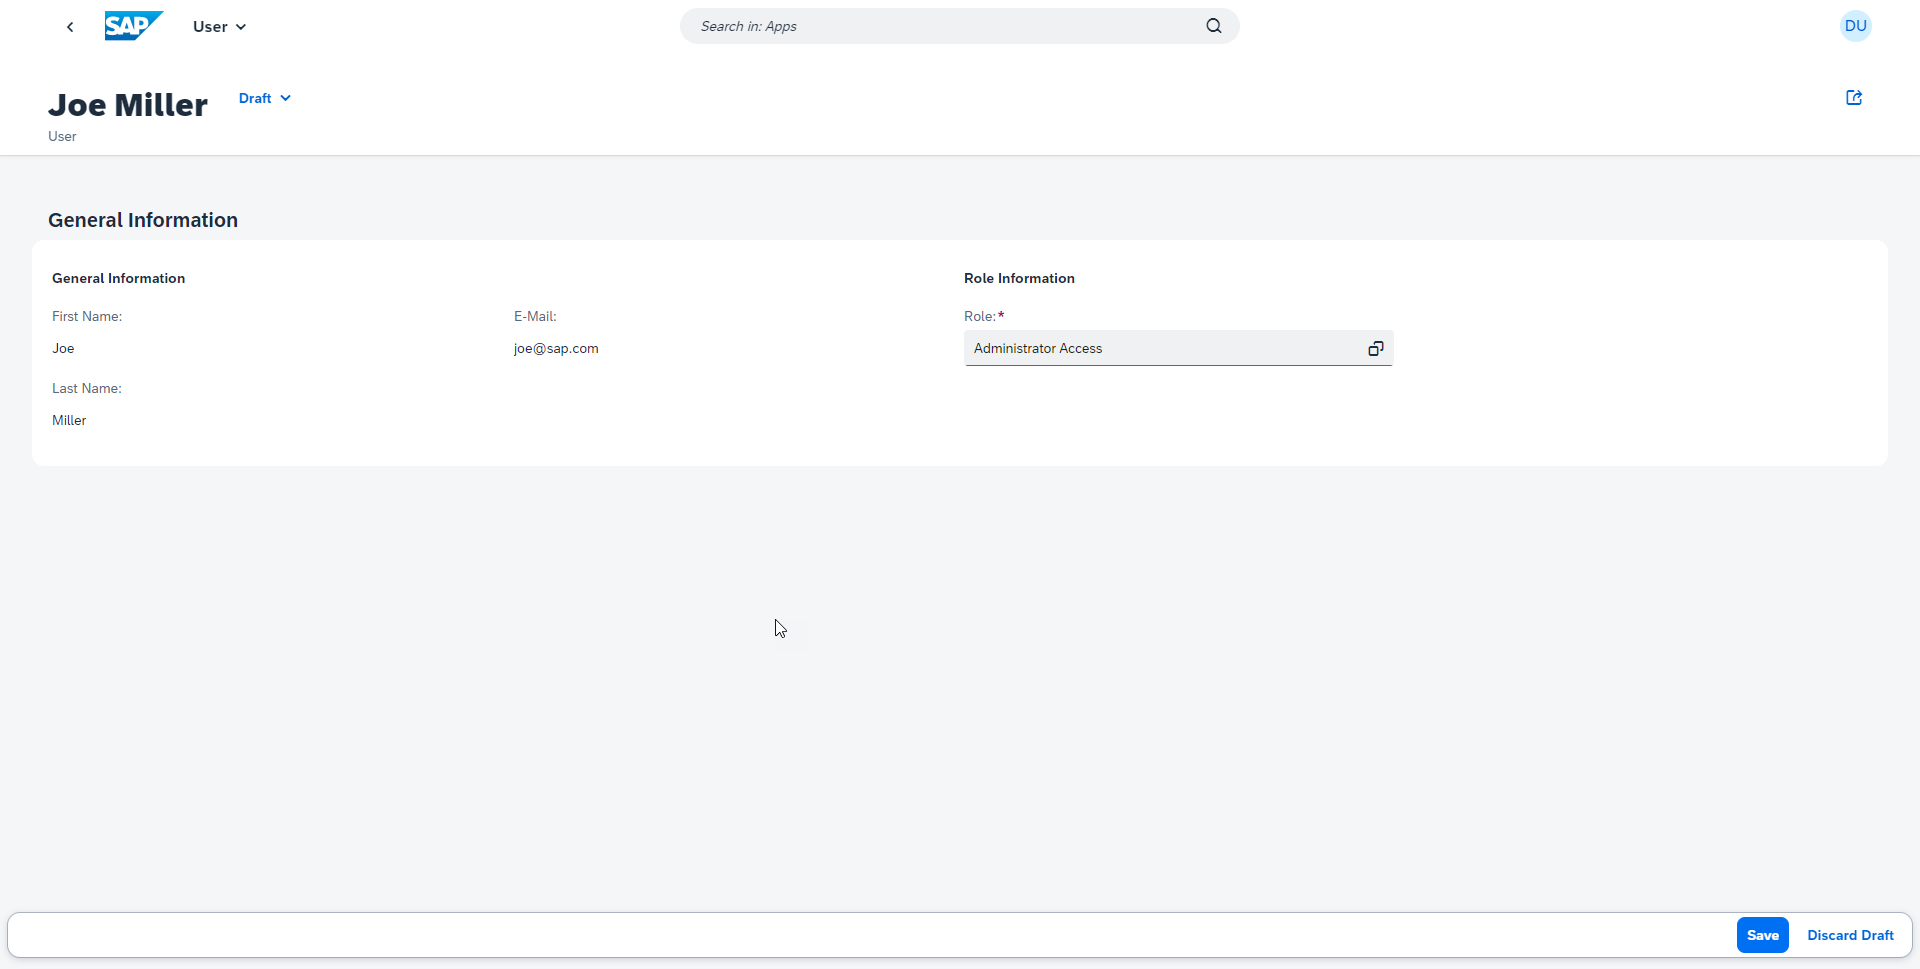 SAP
User
Search in: Apps
DU
Joe Miller
Draft
User
General Information
General Information
Role Information
First Name:
E-Mail:
Role:*
Joe
joe@sap.com
Administrator Access
Last Name:
Miller
Save
Discard Draft